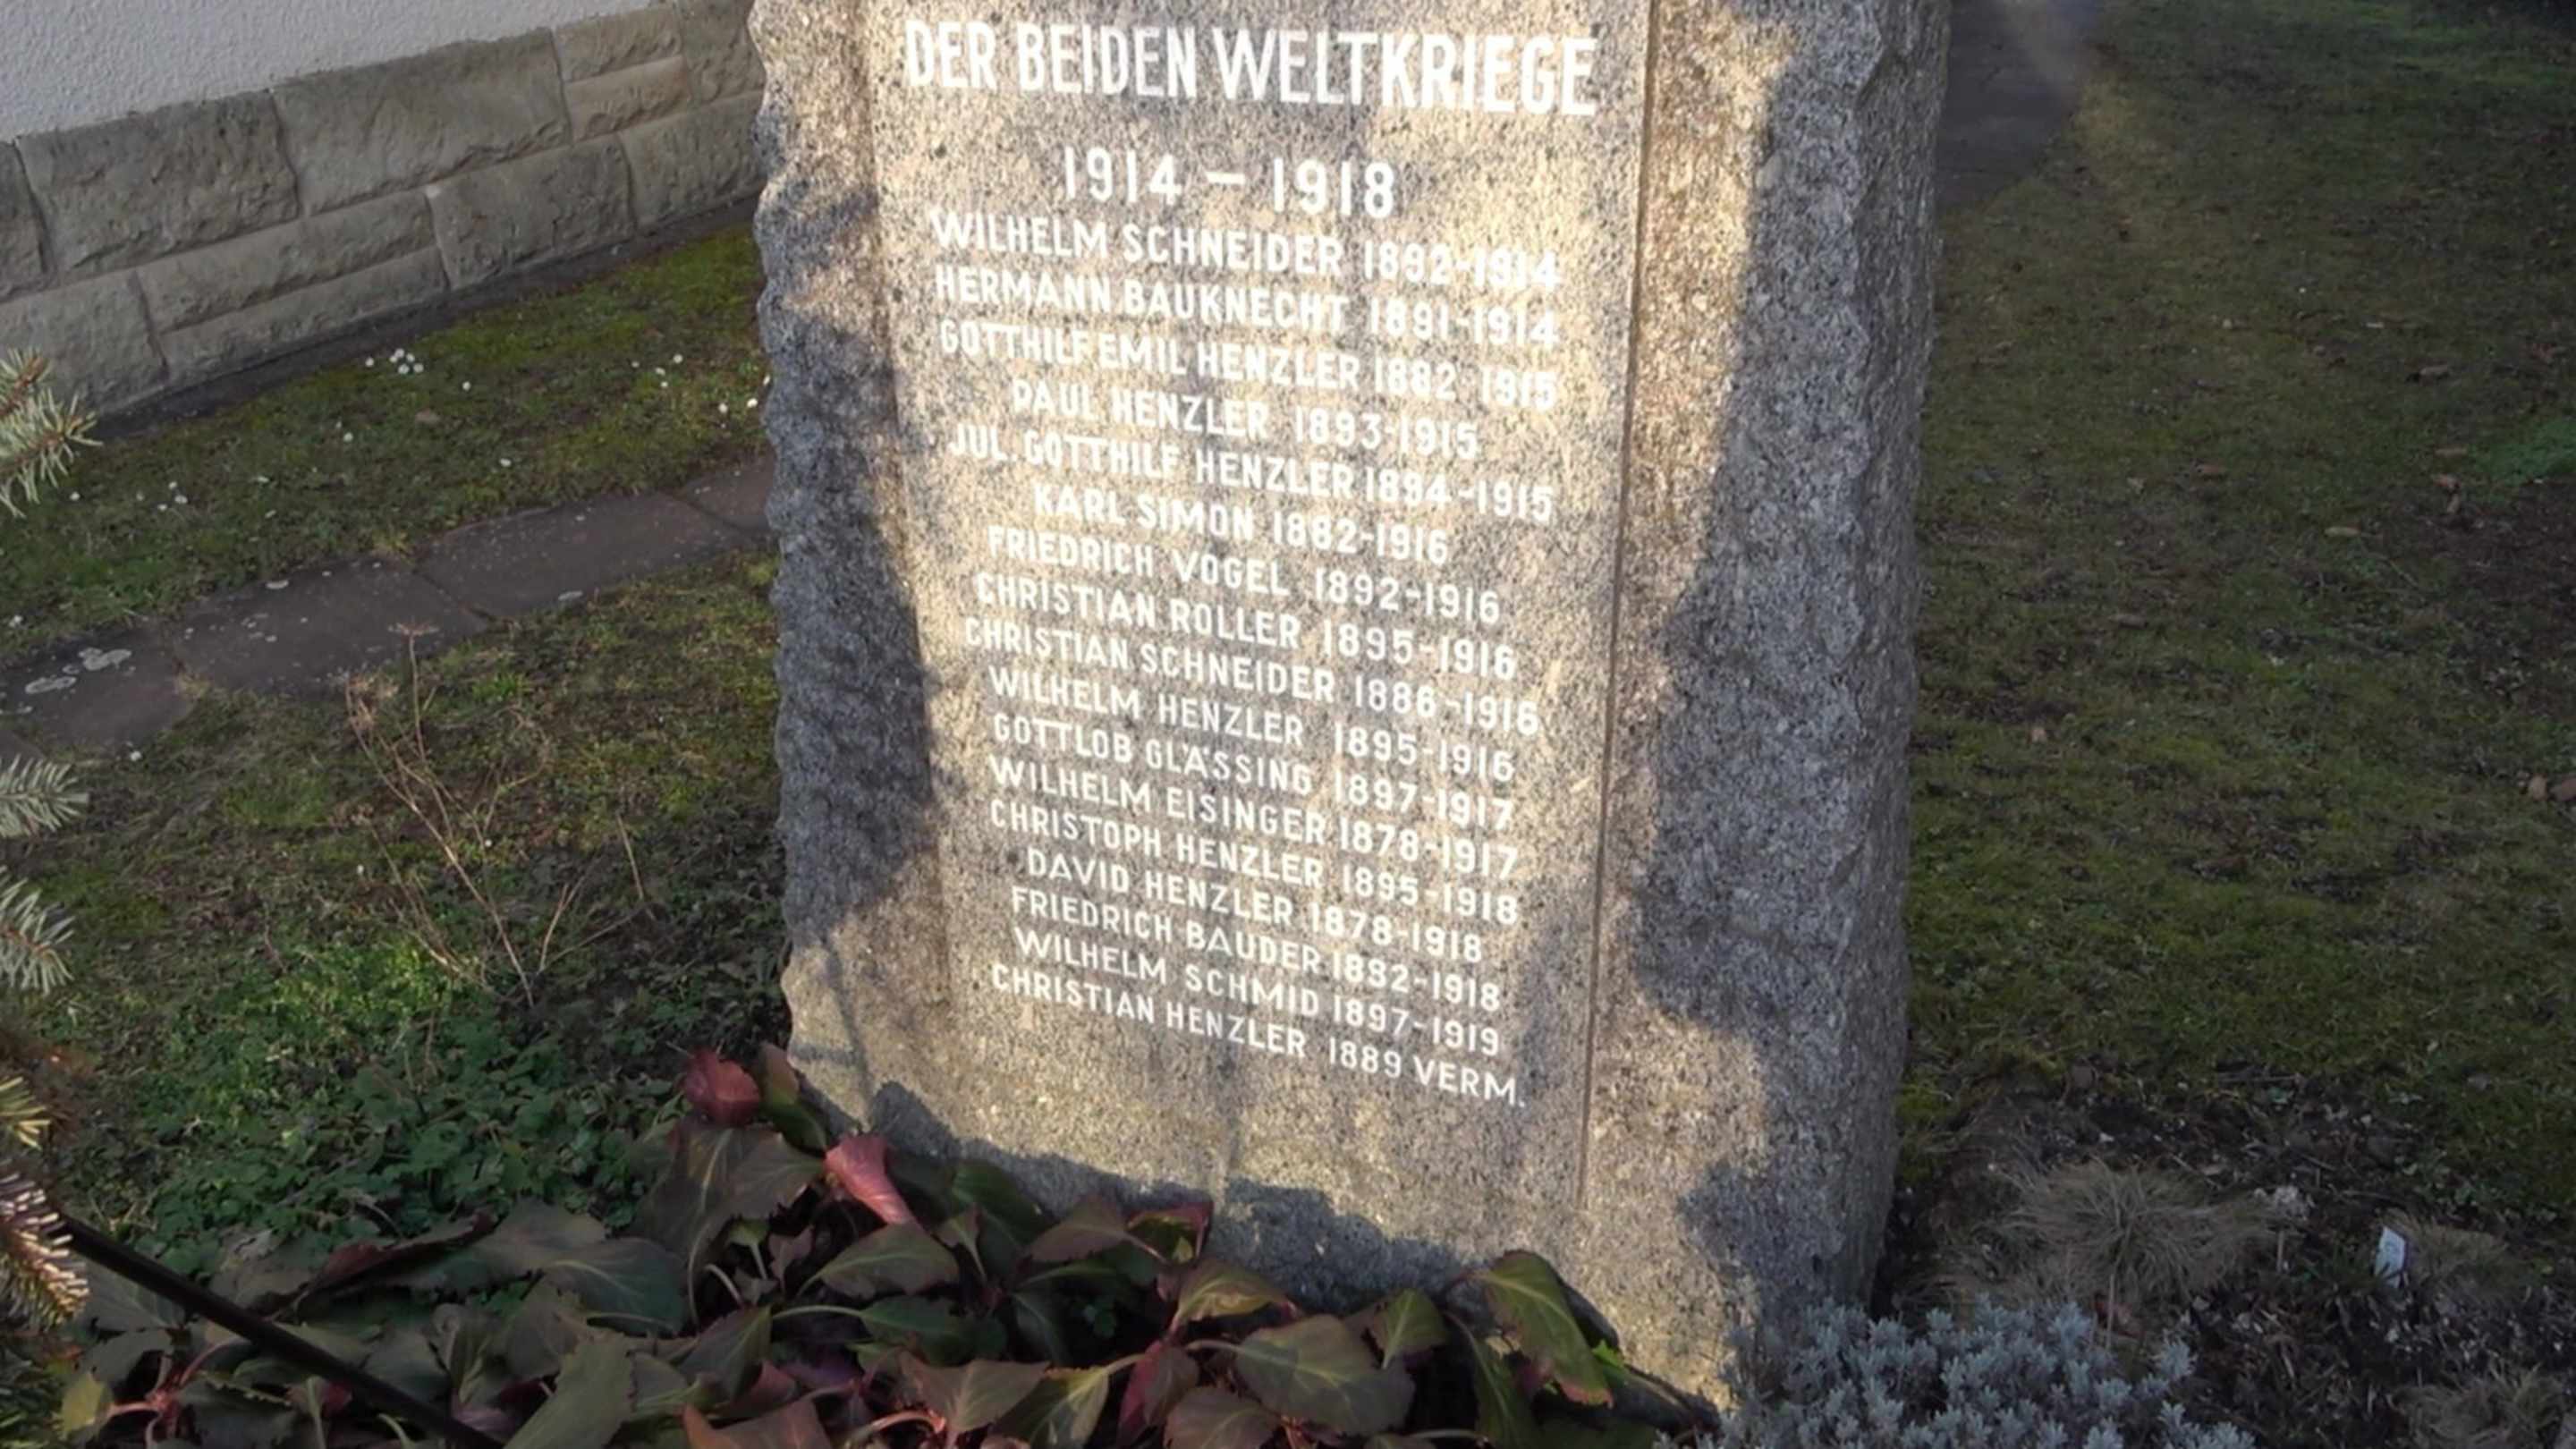 DER BEIDEN WELTKRIEGE
1914 – 1918
WILHELM SCHNEIDER 1892-1914
HERMANN BAUKNECHT 1891-1914
GOTTHILF EMIL HENZLER 1882 1915
PAUL HENZLER 1893-1915
JUL. GOTTHILF HENZLER 1894-1915
KARL SIMON 1882-1916
FRIEDRICH VOGEL 1892-1916
CHRISTIAN ROLLER 1895-1916
CHRISTIAN SCHNEIDER 1886-1916
WILHELM HENZLER 1895-1916
GOTTLOB GLÄSSING 1897-1917
WILHELM EISINGER 1878-1917
CHRISTOPH HENZLER 1895-1918
DAVID HENZLER 1878-1918
FRIEDRICH BAUDER 1892-1918
WILHELM SCHMID 1897-1919
CHRISTIAN HENZLER 1889 VERM.